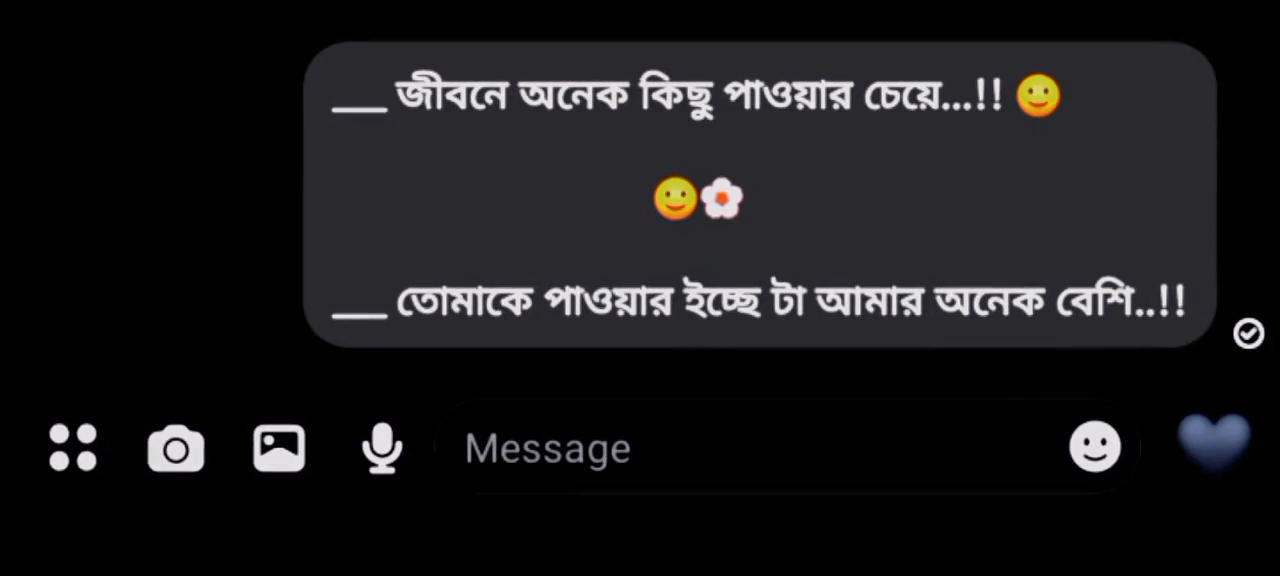 ___ জীবনে অনেক কিছু পাওয়ার চেয়ে...!! 🙂
🙂🌸
___ তোমাকে পাওয়ার ইচ্ছে টা আমার অনেক বেশি..!!
Message